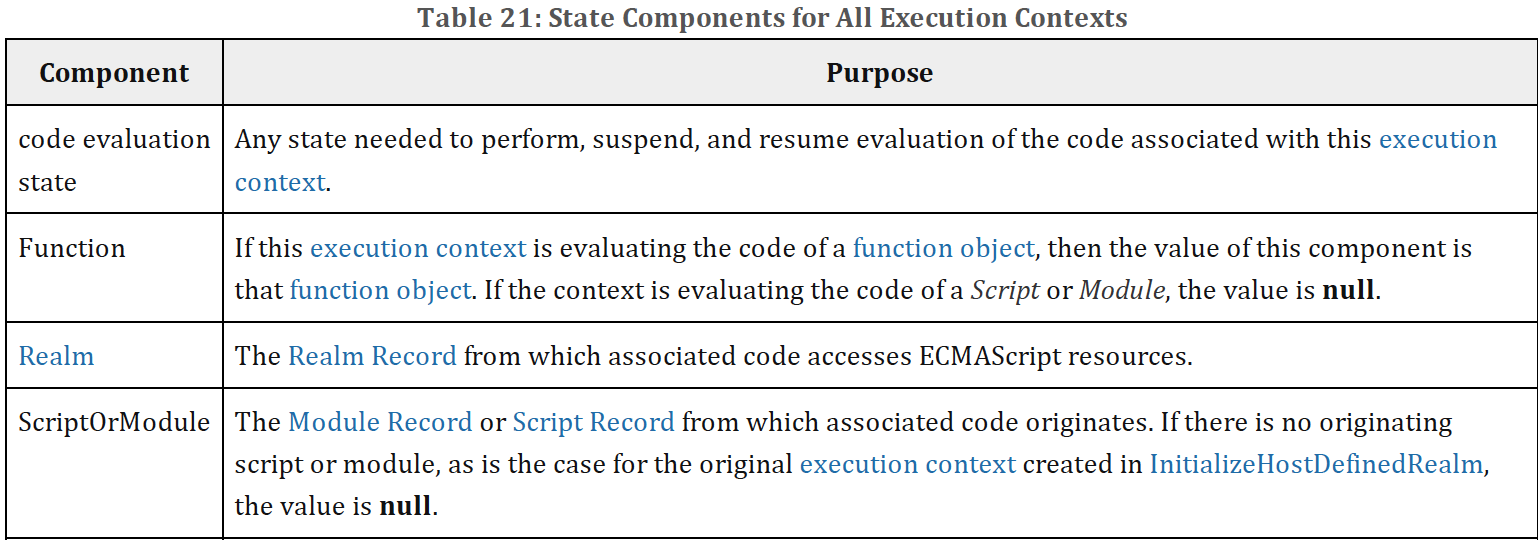 Table 21: State Components for All Execution Contexts
Component Purpose
code evaluation Any state needed to perform, suspend, and resume evaluation of the code associated with this execution
state context.
Function If this execution context is evaluating the code of a function object, then the value of this component is
that function object. If the context is evaluating the code of a Script or Module, the value is null.
Realm The Realm Record from which associated code accesses ECMAScript resources.
ScriptOrModule The Module Record or Script Record from which associated code originates. If there is no originating
script or module, as is the case for the original execution context created in InitializeHostDefinedRealm,
the value is null.